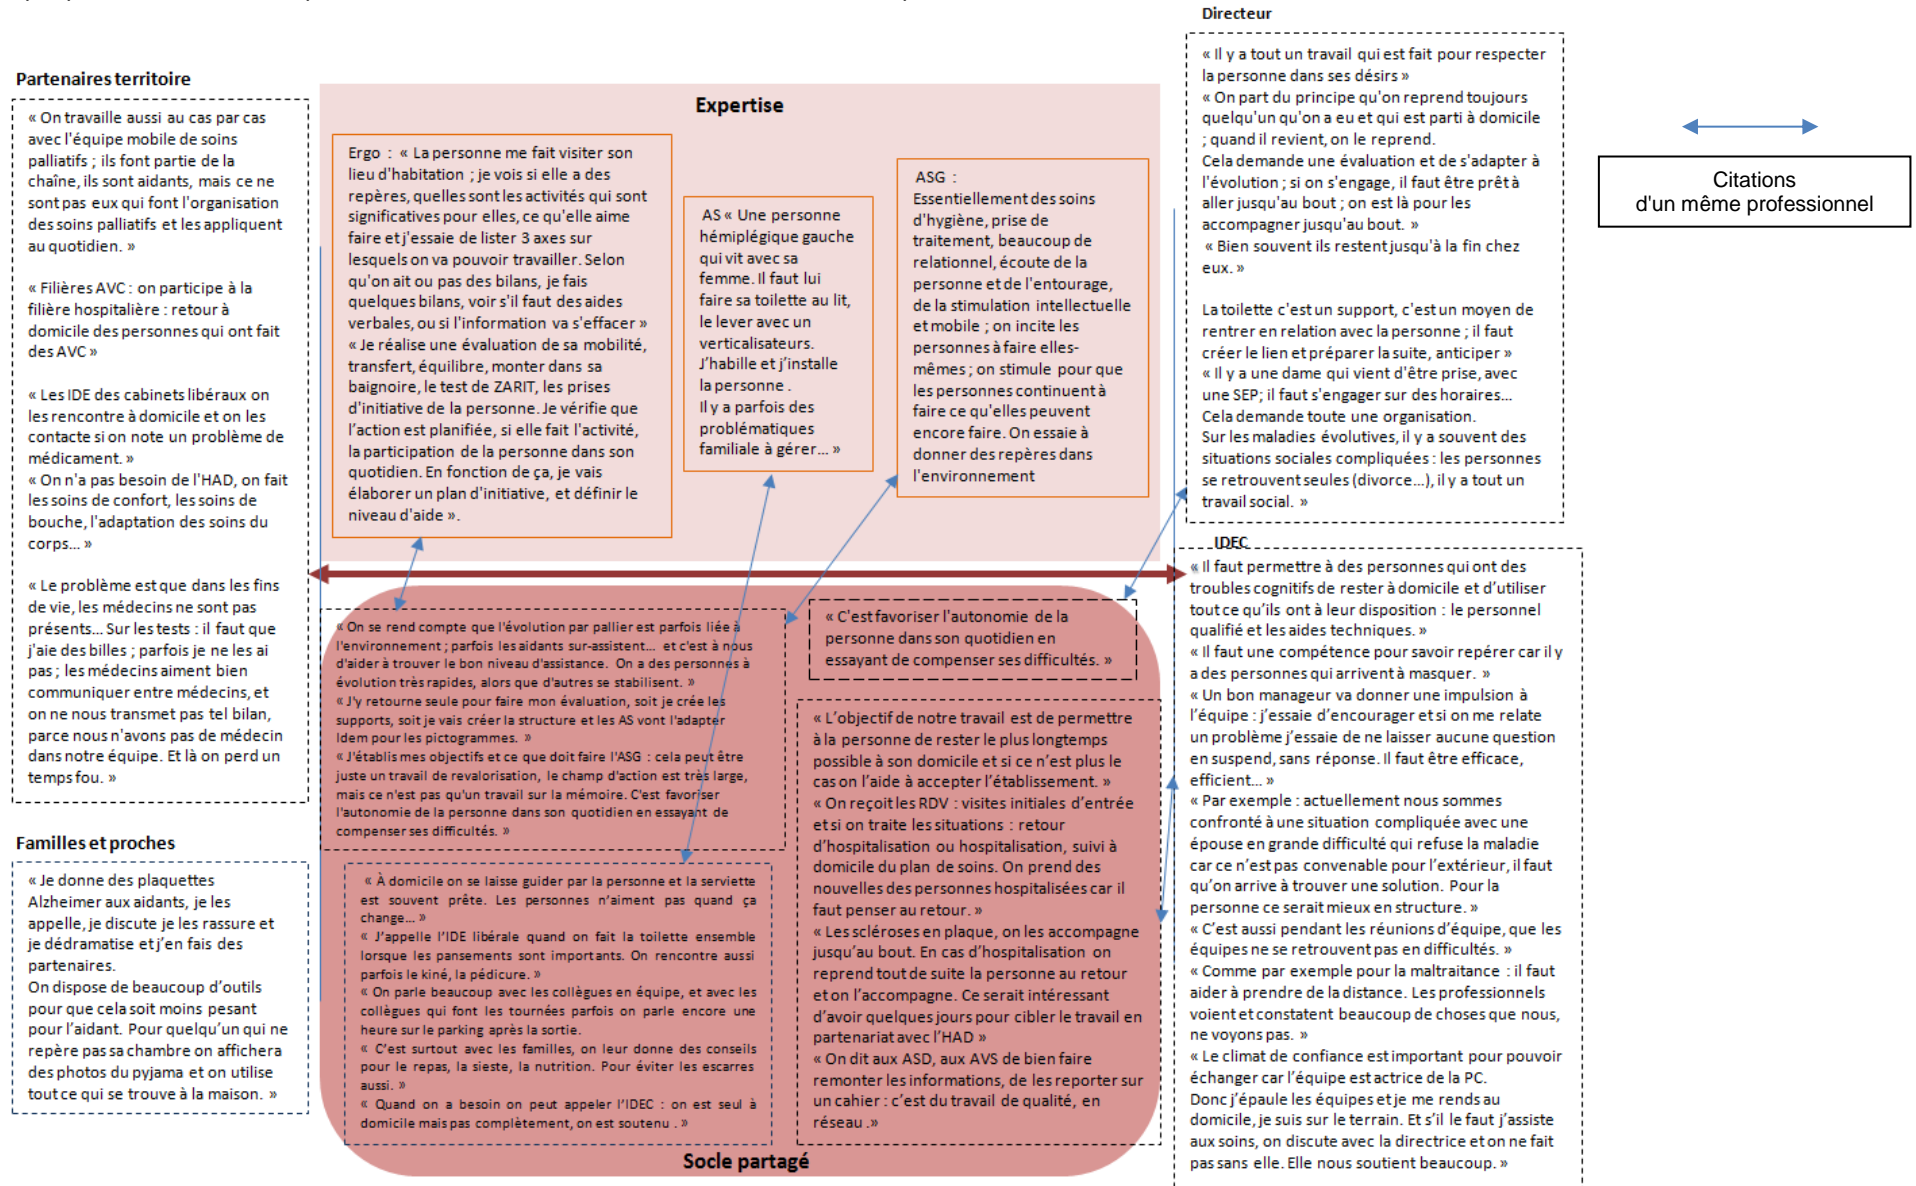 Directeur
« Il y a tout un travail qui est fait pour respecter
la personne dans ses désirs »
« On part du principe qu'on reprend toujours
quelqu'un qu'on a eu et qui est parti à domicile
; quand il revient, on le reprend.
Cela demande une évaluation et de s'adapter à
l'évolution ; si on s'engage, il faut être prêt à
aller jusqu'au bout ; on est là pour les
accompagner jusqu'au bout. »
« Bien souvent ils restent jusqu'à la fin chez
eux. »
La toilette c'est un support, c'est un moyen de
rentrer en relation avec la personne ; il faut
créer le lien et préparer la suite, anticiper »
« Il y a une dame qui vient d'être prise, avec
une SEP; il faut s'engager sur des horaires...
Cela demande toute une organisation.
Sur les maladies évolutives, il y a souvent des
situations sociales compliquées : les personnes
se retrouvent seules (divorce...), il y a tout un
travail social. »
Partenaires territoire
« On travaille aussi au cas par cas
avec l'équipe mobile de soins
palliatifs ; ils font partie de la
chaîne, ils sont aidants, mais ce ne
sont pas eux qui font l'organisation
des soins palliatifs et les appliquent
au quotidien. »
« Filières AVC : on participe à la
filière hospitalière : retour à
domicile des personnes qui ont fait
des AVC »
« Les IDE des cabinets libéraux on
les rencontre à domicile et on les
contacte si on note un problème de
médicament. »
« On n'a pas besoin de l'HAD, on fait
les soins de confort, les soins de
bouche, l'adaptation des soins du
corps... »
« Le problème est que dans les fins
de vie, les médecins ne sont pas
présents... Sur les tests : il faut que
j'aie des billes ; parfois je ne les ai
pas ; les médecins aiment bien
communiquer entre médecins, et
on ne nous transmet pas tel bilan,
parce nous n'avons pas de médecin
dans notre équipe. Et là on perd un
temps fou. »
Familles et proches
« Je donne des plaquettes
Alzheimer aux aidants, je les
appelle, je discute je les rassure et
je dédramatise et j'en fais des
partenaires.
On dispose de beaucoup d'outils
pour que cela soit moins pesant
pour l'aidant. Pour quelqu'un qui ne
repère pas sa chambre on affichera
des photos du pyjama et on utilise
tout ce qui se trouve à la maison. »
Expertise
Ergo : « La personne me fait visiter son
lieu d'habitation ; je vois si elle a des
repères, quelles sont les activités qui sont
significatives pour elles, ce qu'elle aime
faire et j'essaie de lister 3 axes sur
lesquels on va pouvoir travailler. Selon
qu'on ait ou pas des bilans, je fais
quelques bilans, voir s'il faut des aides
verbales, ou si l'information va s'effacer »
« Je réalise une évaluation de sa mobilité,
transfert, équilibre, monter dans sa
baignoire, le test de ZARIT, les prises
d'initiative de la personne. Je vérifie que
l'action est planifiée, si elle fait l'activité,
la participation de la personne dans son
quotidien. En fonction de ça, je vais
élaborer un plan d'initiative, et définir le
niveau d'aide ».
AS « Une personne
hémiplégique gauche
qui vit avec sa
femme. Il faut lui
faire sa toilette au lit,
le lever avec un
verticalisateurs.
J'habille et j'installe
la personne .
Il y a parfois des
problématiques
familiale à gérer... »
ASG :
Essentiellement des soins
d'hygiène, prise de
traitement, beaucoup de
relationnel, écoute de la
personne et de l'entourage,
de la stimulation intellectuelle
et mobile ; on incite les
personnes à faire elles-
mêmes ; on stimule pour que
les personnes continuent à
faire ce qu'elles peuvent
encore faire. On essaie à
donner des repères dans
l'environnement
Citations
d'un même professionnel
« On se rend compte que l'évolution par pallier est parfois liée à
l'environnement ; parfois les aidants sur-assistent... et c'est à nous
d'aider à trouver le bon niveau d'assistance. On a des personnes à
évolution très rapides, alors que d'autres se stabilisent. »
« J'y retourne seule pour faire mon évaluation, soit je crée les
supports, soit je vais créer la structure et les AS vont l'adapter
Idem pour les pictogrammes. »
« J'établis mes objectifs et ce que doit faire l'ASG : cela peut être
juste un travail de revalorisation, le champ d'action est très large,
mais ce n'est pas qu'un travail sur la mémoire. C'est favoriser
l'autonomie de la personne dans son quotidien en essayant de
compenser ses difficultés. »
« À domicile on se laisse guider par la personne et la serviette
est souvent prête. Les personnes n'aiment pas quand ça
change... »
« J'appelle l'IDE libérale quand on fait la toilette ensemble
lorsque les pansements sont importants. On rencontre aussi
parfois le kiné, la pédicure. »
« On parle beaucoup avec les collègues en équipe, et avec les
collègues qui font les tournées parfois on parle encore une
heure sur le parking après la sortie.
« C'est surtout avec les familles, on leur donne des conseils
pour le repas, la sieste, la nutrition. Pour éviter les escarres
aussi. »
« Quand on a besoin on peut appeler l'IDEC : on est seul à
domicile mais pas complètement, on est soutenu . »
« C'est favoriser l'autonomie de la
personne dans son quotidien en
essayant de compenser ses difficultés. »
« L'objectif de notre travail est de permettre
à la personne de rester le plus longtemps
possible à son domicile et si ce n'est plus le
cas on l'aide à accepter l'établissement. »
« On reçoit les RDV : visites initiales d'entrée
et si on traite les situations : retour
d'hospitalisation ou hospitalisation, suivi à
domicile du plan de soins. On prend des
nouvelles des personnes hospitalisées car il
faut penser au retour. »
« Les scléroses en plaque, on les accompagne
jusqu'au bout. En cas d'hospitalisation on
reprend tout de suite la personne au retour
et on l'accompagne. Ce serait intéressant
d'avoir quelques jours pour cibler le travail en
partenariat avec l'HAD »
« On dit aux ASD, aux AVS de bien faire
remonter les informations, de les reporter sur
un cahier : c'est du travail de qualité, en
réseau .»
Socle partagé
IDEC
« Il faut permettre à des personnes qui ont des
troubles cognitifs de rester à domicile et d'utiliser
tout ce qu'ils ont à leur disposition : le personnel
qualifié et les aides techniques. »
« Il faut une compétence pour savoir repérer car il y
a des personnes qui arrivent à masquer. »
« Un bon manageur va donner une impulsion à
l'équipe : j'essaie d'encourager et si on me relate
un problème j'essaie de ne laisser aucune question
en suspend, sans réponse. Il faut être efficace,
efficient... »
« Par exemple : actuellement nous sommes
confronté à une situation compliquée avec une
épouse en grande difficulté qui refuse la maladie
car ce n'est pas convenable pour l'extérieur, il faut
qu'on arrive à trouver une solution. Pour la
personne ce serait mieux en structure. »
« C'est aussi pendant les réunions d'équipe, que les
équipes ne se retrouvent pas en difficultés. »
« Comme par exemple pour la maltraitance : il faut
aider à prendre de la distance. Les professionnels
voient et constatent beaucoup de choses que nous,
ne voyons pas. »
« Le climat de confiance est important pour pouvoir
échanger car l'équipe est actrice de la PC.
Donc j'épaule les équipes et je me rends au
domicile, je suis sur le terrain. Et s'il le faut j'assiste
aux soins, on discute avec la directrice et on ne fait
pas sans elle. Elle nous soutient beaucoup. »